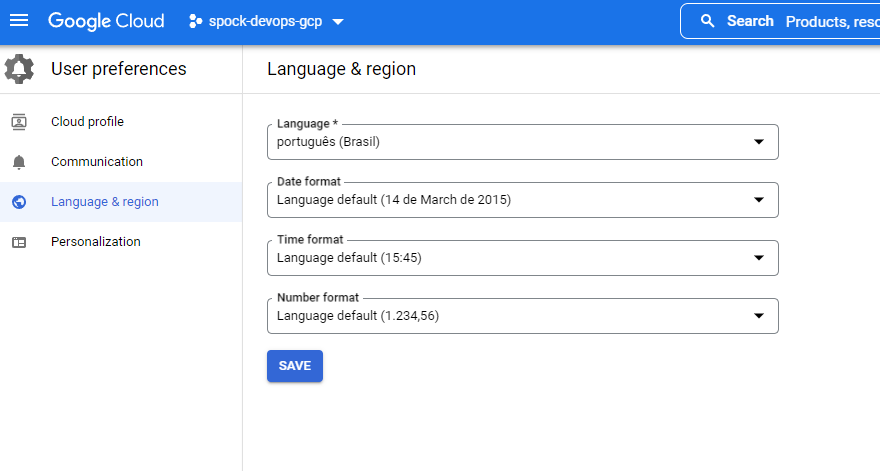 Google Cloud spock-devops-gcp Search Products, reso
User preferences
Language & region
Cloud profile
Communication
Language & region
Personalization
Language *
português (Brasil)
Date format
Language default (14 de March de 2015)
Time format
Language default (15:45)
Number format
Language default (1.234,56)
SAVE